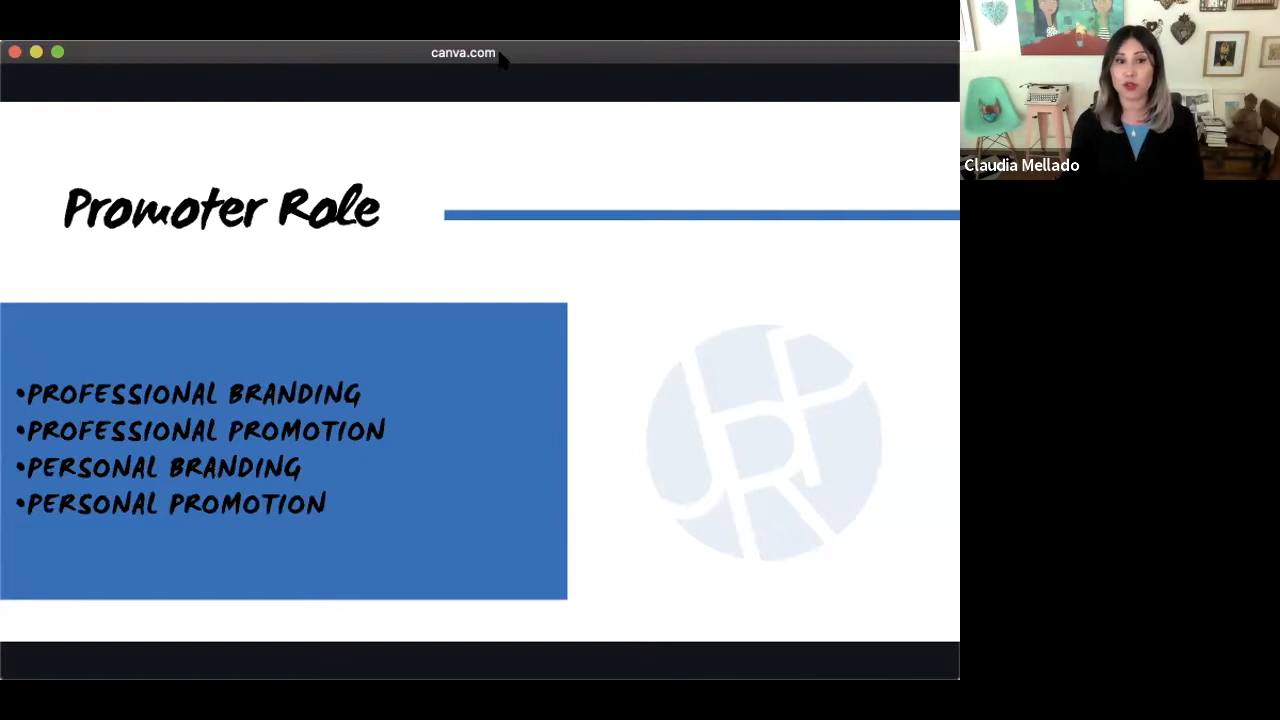 canva.com
Promoter Role
•PROFESSIONAL BRANDING
•PROFESSIONAL PROMOTION
•PERSONAL BRANDING
•PERSONAL PROMOTION
Claudia Mellado